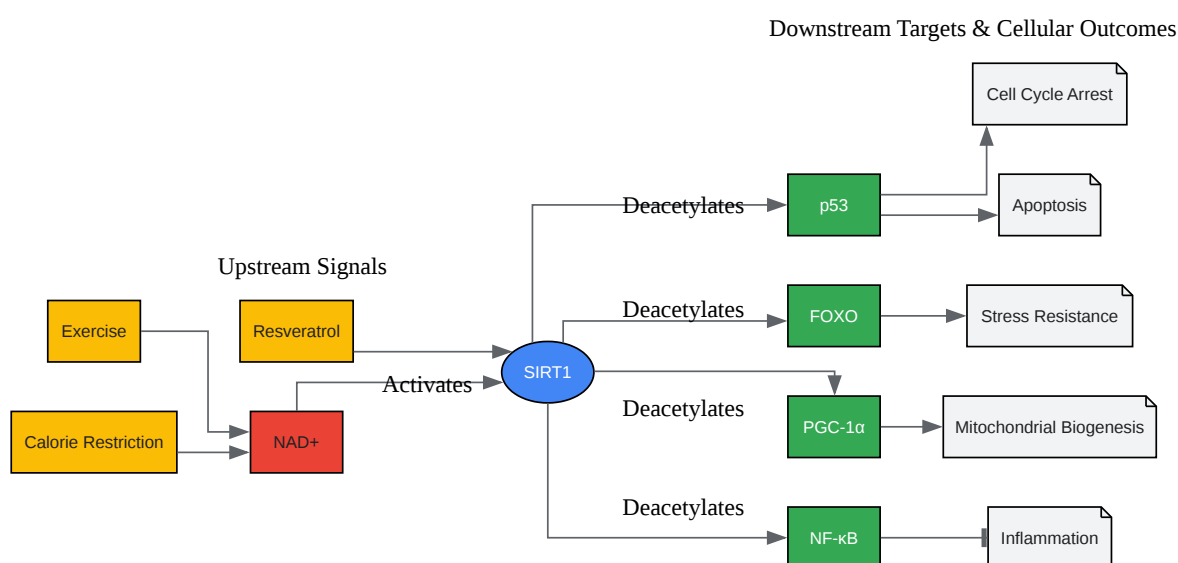 Downstream Targets & Cellular Outcomes
Cell Cycle Arrest
Deacetylates
p53
Apoptosis
Upstream Signals
Exercise
Resveratrol
Deacetylates
FOXO
Stress Resistance
SIRT1
Activates
Deacetylates
Calorie Restriction
NAD+
PGC-1α
Mitochondrial Biogenesis
Deacetylates
NF-κB
Inflammation